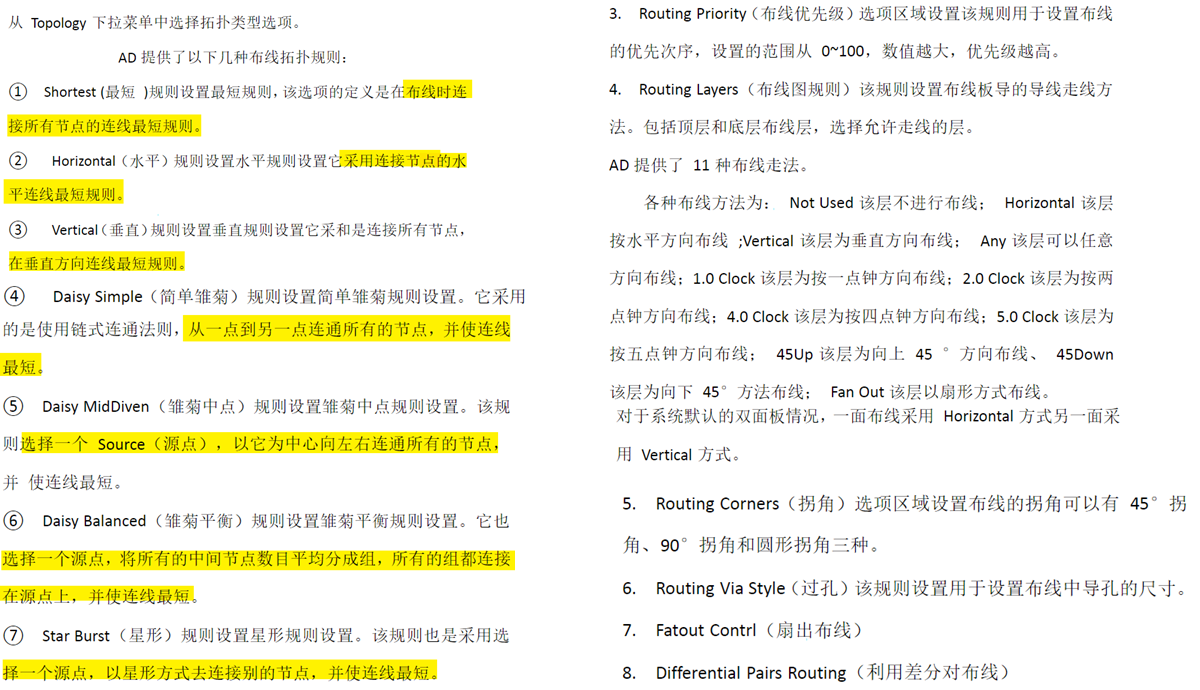 从 Topology 下拉菜单中选择拓扑类型选项。
AD 提供了以下几种布线拓扑规则：
① Shortest (最短 )规则设置最短规则，该选项的定义是在布线时连
接所有节点的连线最短规则。
② Horizontal（水平）规则设置水平规则设置它采用连接节点的水
平连线最短规则。
③ Vertical（垂直）规则设置垂直规则设置它采和是连接所有节点，
在垂直方向连线最短规则。
④ Daisy Simple（简单雏菊）规则设置简单雏菊规则设置。它采用
的是使用链式连通法则，从一点到另一点连通所有的节点，并使连线
最短。
⑤ Daisy MidDiven（雏菊中点）规则设置雏菊中点规则设置。该规
则选择一个 Source（源点），以它为中心向左右连通所有的节点，
并 使连线最短。
⑥ Daisy Balanced（雏菊平衡）规则设置雏菊平衡规则设置。它也
选择一个源点，将所有的中间节点数目平均分成组，所有的组都连接
在源点上，并使连线最短。
⑦ Star Burst（星形）规则设置星形规则设置。该规则也是采用选
择一个源点，以星形方式去连接别的节点，并使连线最短。
3. Routing Priority（布线优先级）选项区域设置该规则用于设置布线
的优先次序，设置的范围从 0~100，数值越大，优先级越高。
4. Routing Layers（布线图规则）该规则设置布线板导的导线走线方
法。包括顶层和底层布线层，选择允许走线的层。
AD 提供了 11 种布线走法。
各种布线方法为： Not Used 该层不进行布线； Horizontal 该层
按水平方向布线 ;Vertical 该层为垂直方向布线； Any 该层可以任意
方向布线；1.0 Clock 该层为按一点钟方向布线；2.0 Clock 该层为按两
点钟方向布线；4.0 Clock 该层为按四点钟方向布线；5.0 Clock 该层为
按五点钟方向布线； 45Up 该层为向上 45 ° 方向布线、 45Down
该层为向下 45° 方法布线； Fan Out 该层以扇形方式布线。
对于系统默认的双面板情况，一面布线采用 Horizontal 方式另一面采
用 Vertical 方式。
5. Routing Corners（拐角）选项区域设置布线的拐角可以有 45° 拐
角、90° 拐角和圆形拐角三种。
6. Routing Via Style（过孔）该规则设置用于设置布线中导孔的尺寸。
7. Fatout Contrl（扇出布线）
8. Differential Pairs Routing（利用差分对布线）